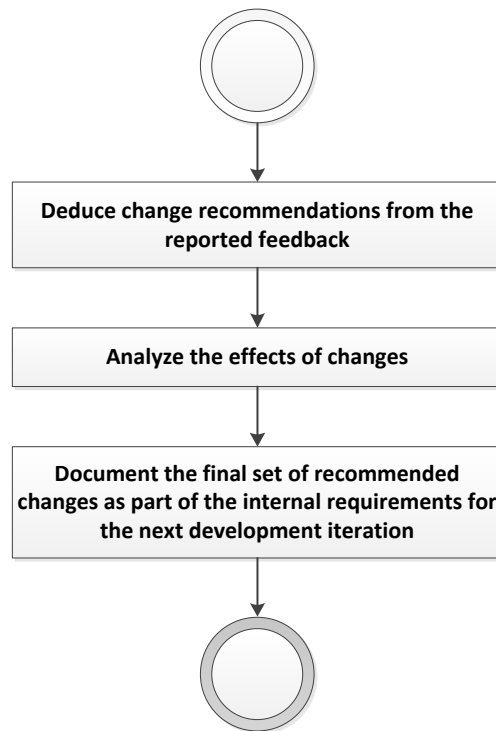 Deduce change recommendations from the
reported feedback
Analyze the effects of changes
Document the final set of recommended
changes as part of the internal requirements for
the next development iteration